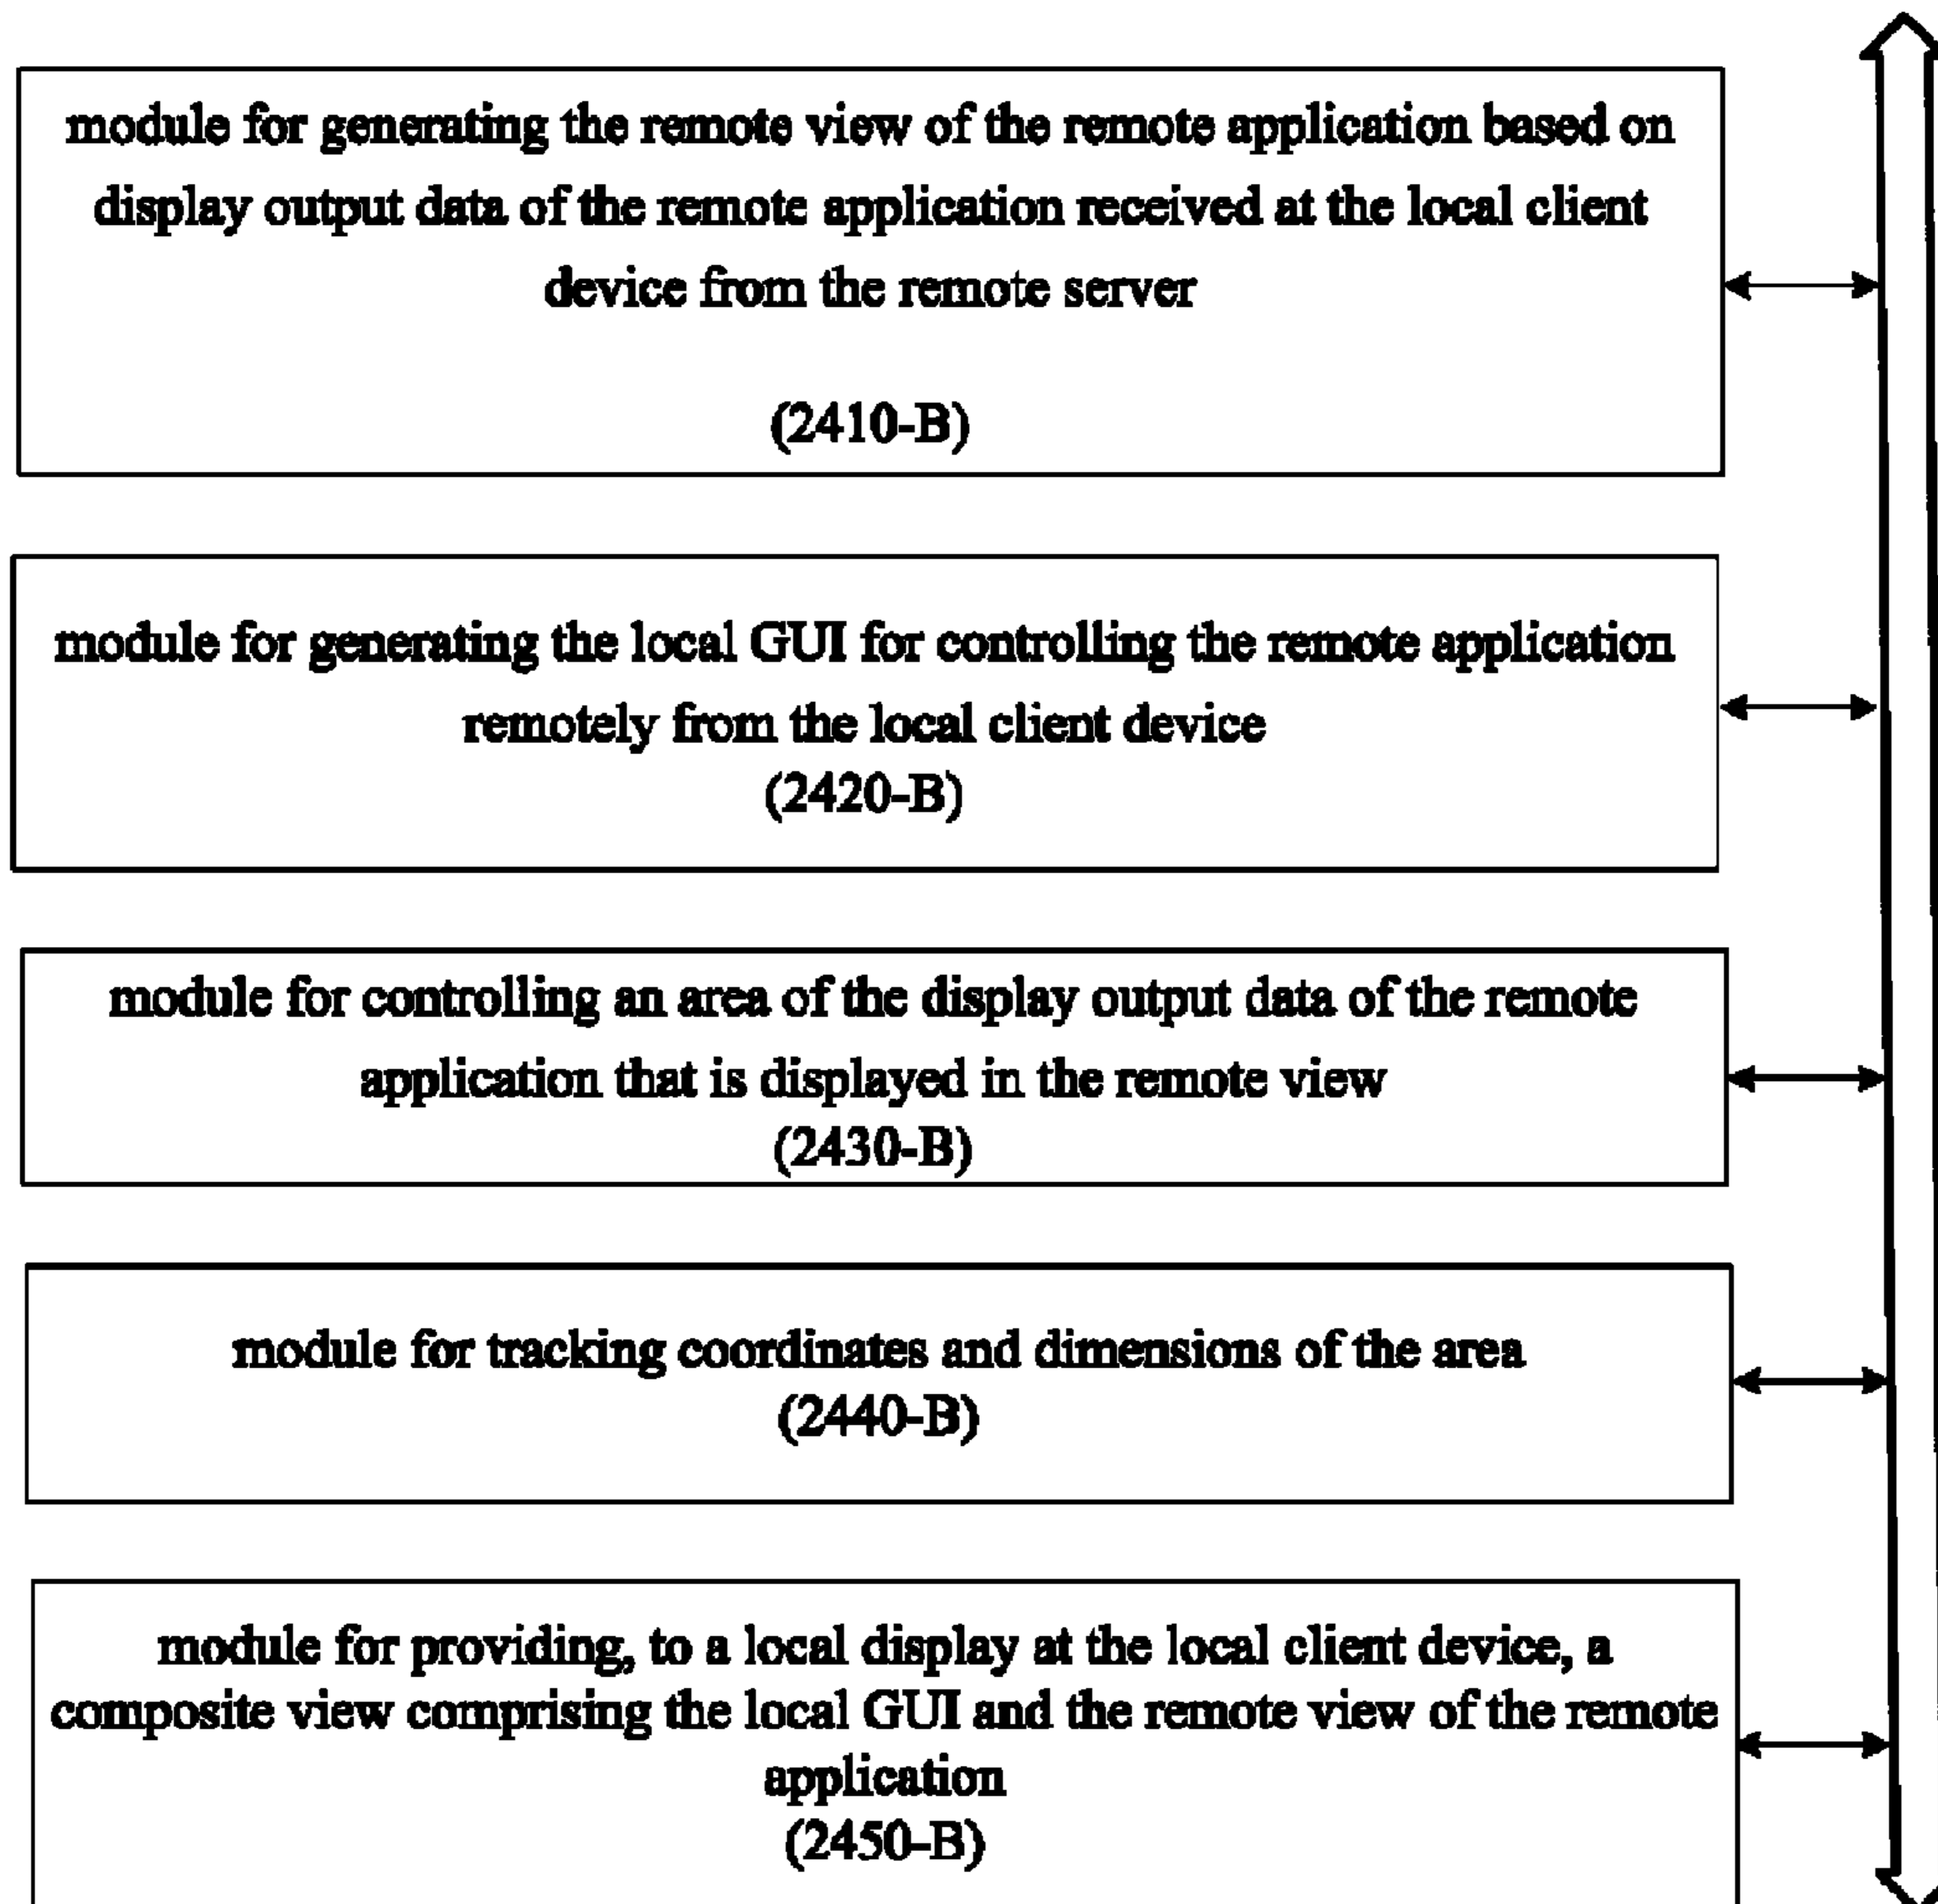 module for generating the remote view of the remote application based on
display output data of the remote application received at the local client
device from the remote server
(2410-B)
module for generating the local GUI for controlling the remote application
remotely from the local client device
(2420-B)
module for controlling an area of the display output data of the remote
application that is displayed in the remote view
(2430-B)
module for tracking coordinates and dimensions of the area
(2440-B)
module for providing, to a local display at the local client device, a
composite view comprising the local GUI and the remote view of the remote
application
(2450-B)